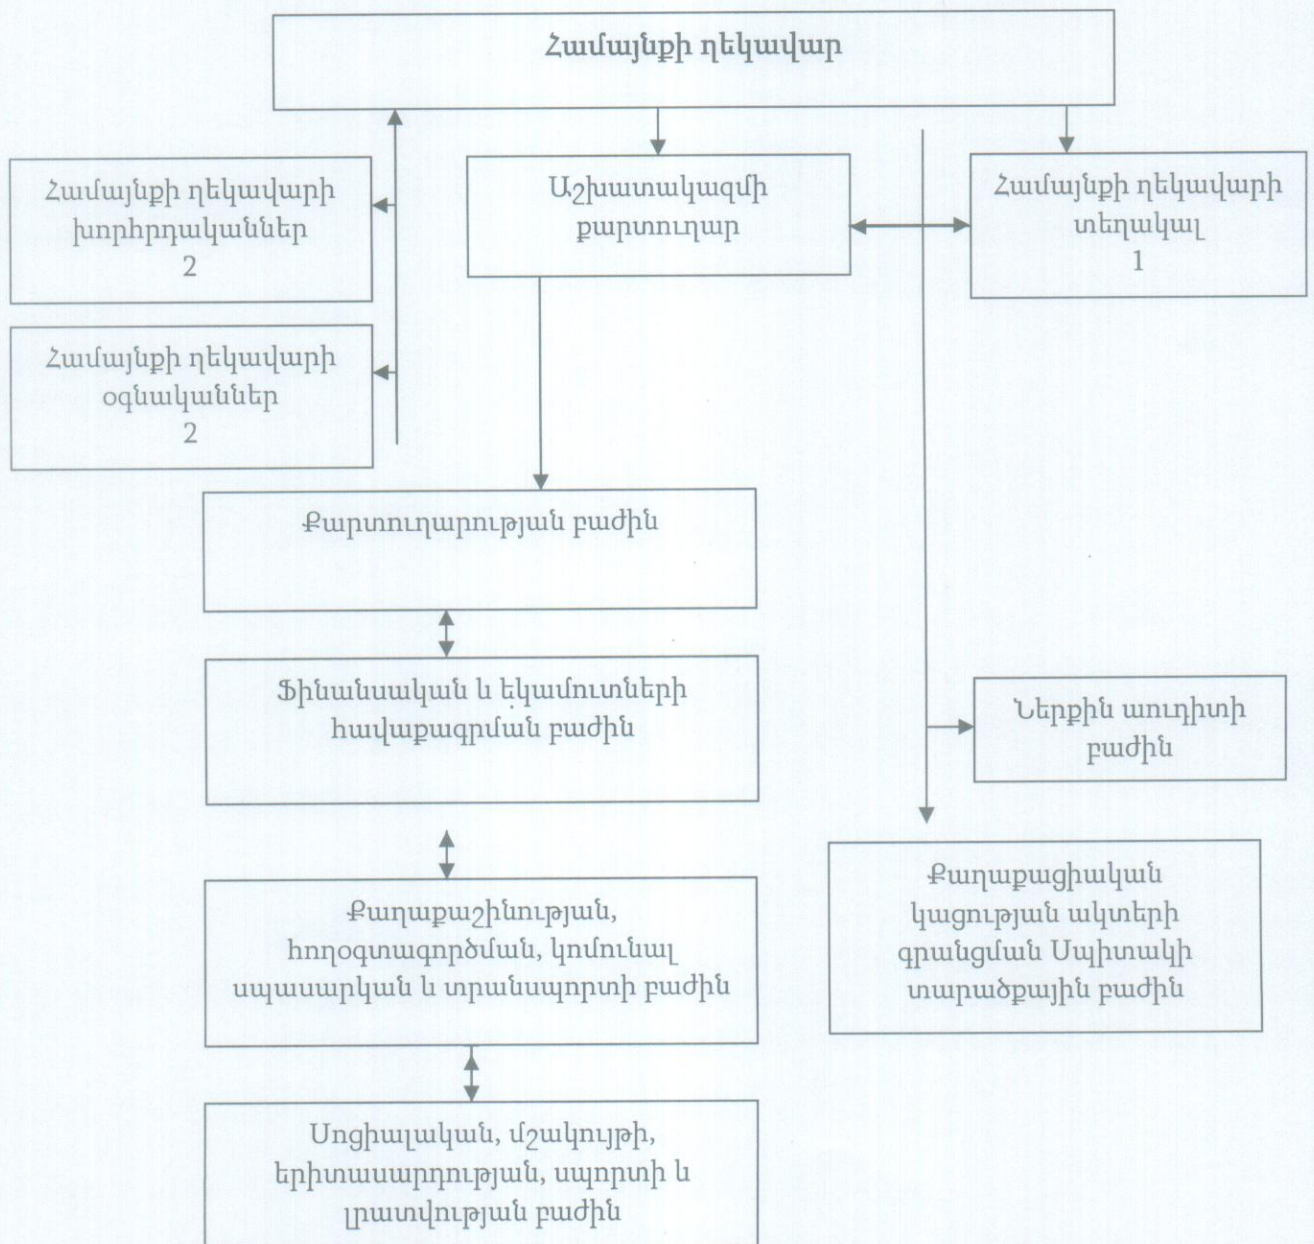 Համայնքի ղեկավար
Համայնքի ղեկավարի
խորհրդականներ
2
Աշխատակազմի
քարտուղար
Համայնքի ղեկավարի
տեղակալ
1
Համայնքի ղեկավարի
օգնականներ
2
Քարտուղարության բաժին
Ֆինանսական և եկամուտների
հավաքագրման բաժին
Ներքին աուդիտի
բաժին
Քաղաքաշինության,
հողօգտագործման, կոմունալ
սպասարկան և տրանսպորտի բաժին
Քաղաքացիական
կացության ակտերի
գրանցման Սպիտակի
տարածքային բաժին
Սոցիալական, մշակույթի,
երիտասարդության, սպորտի և
լրատվության բաժին